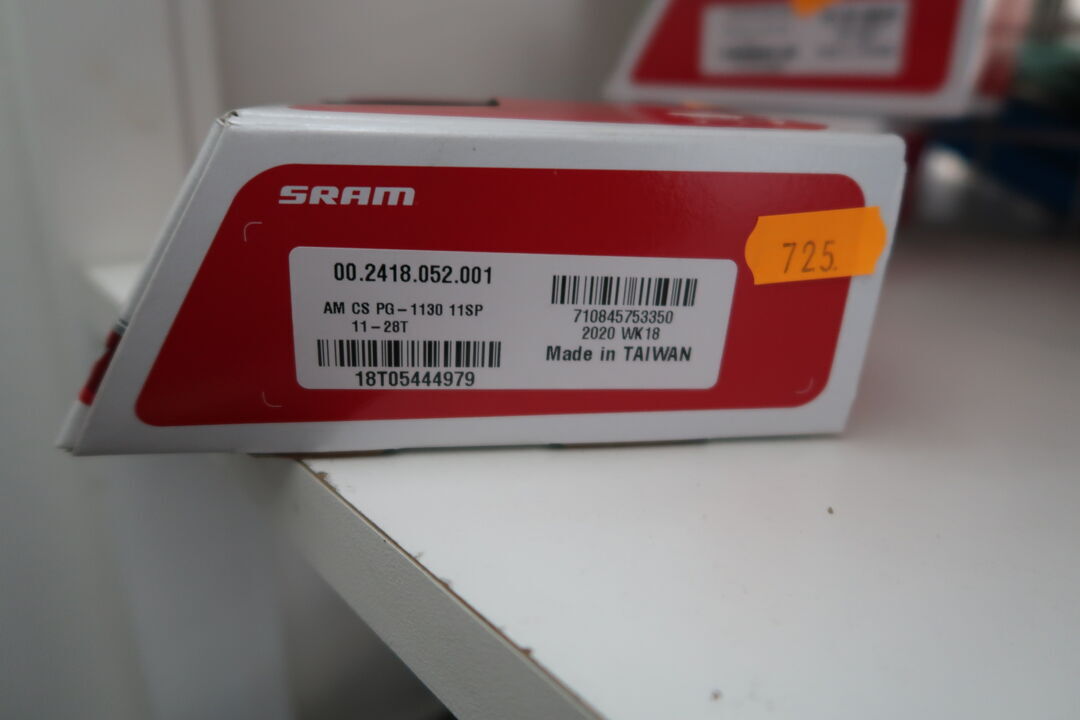 SRAM
00.2418.052.001
AM CS PG-1130 11SP
11-28T
18T05444979
710845753350
2020 WK18
Made in TAIWAN
725.